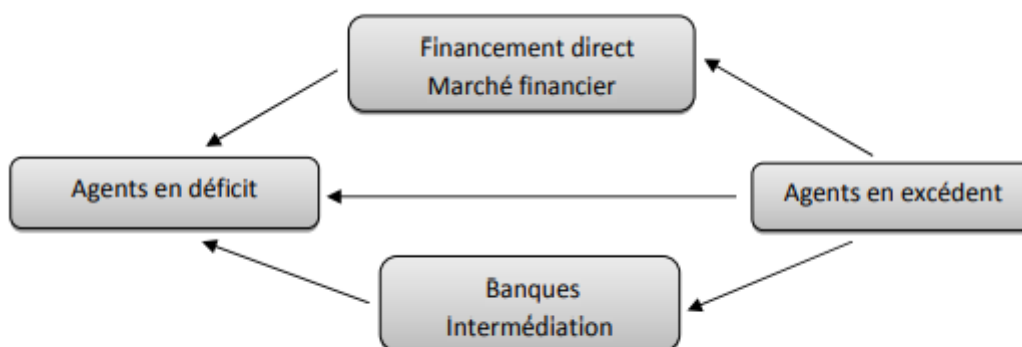 Financement direct
Marché financier
Agents en déficit
Agents en excédent
Banques
Intermédiation